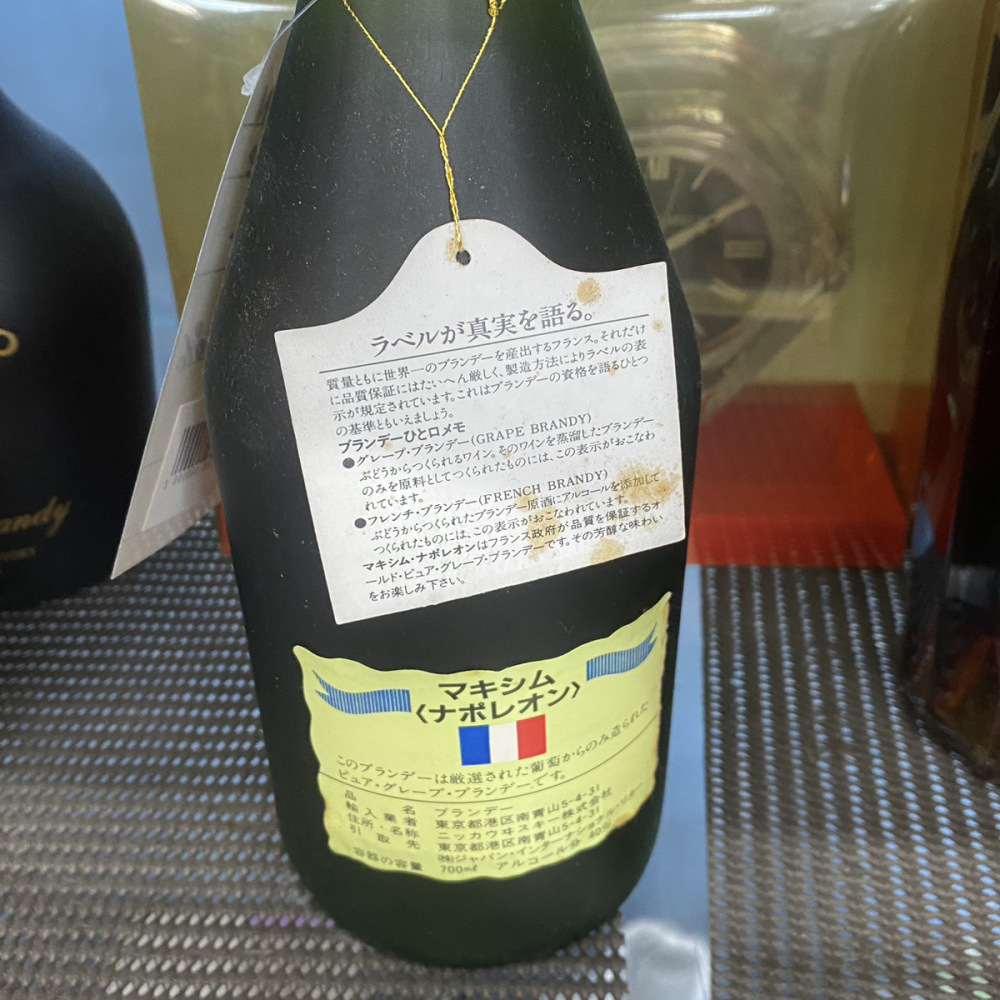 ラベルが真実を語る。
質量ともに世界一のブランデーを産出するフランス。それだけ
に品質保証にはたいへん厳しく、製造方法によりラベルの表
示が規定されています。これはブランデーの資格を語るひとつ
の基準ともいえましょう。
ブランデーひと口メモ
●グレープ・ブランデー(GRAPE BRANDY)
ぶどうからつくられるワイン。そのワインを蒸溜したブランデー
のみを原料としてつくられたものには、この表示がおこなわ
れています。
●フレンチ・ブランデー(FRENCH BRANDY)
ぶどうからつくられたブランデー原酒にアルコールを添加して
つくられたものには、この表示がおこなわれています。
マキシム・ナポレオンはフランス政府が品質を保証するオ
ールド・ピュア・グレープ・ブランデーです。その芳醇な味わい
をお楽しみ下さい。
マキシム
〈ナポレオン〉
このブランデーは厳選された葡萄からのみ造られた
ピュア・グレープ・ブランデーです。
品名 ブランデー
輸入業者 東京都港区南青山5-4-31
住所・名称 ニッカウヰスキー株式会社
引取先 東京都港区南青山5-4-31
㈱ジャパン・インターナショナル・リカー
容器の容量 700ml アルコール分 40%
andy